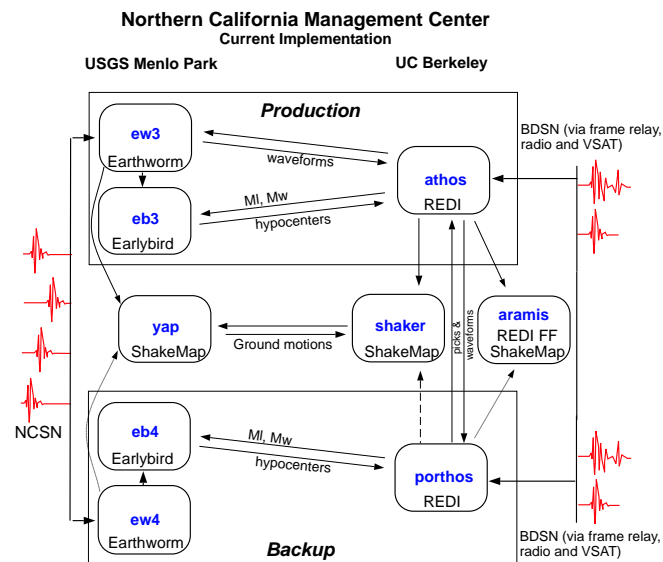 Northern California Management Center
Current Implementation
USGS Menlo Park
UC Berkeley
Production
ew3
Earthworm
waveforms
athos
REDI
BDSN (via frame relay,
radio and VSAT)
eb3
Earlybird
Ml, Mw
hypocenters
yap
ShakeMap
Ground motions
shaker
ShakeMap
picks &
waveforms
aramis
REDI FF
ShakeMap
NCSN
eb4
Earlybird
Ml, Mw
hypocenters
porthos
REDI
ew4
Earthworm
BDSN (via frame relay,
radio and VSAT)
Backup